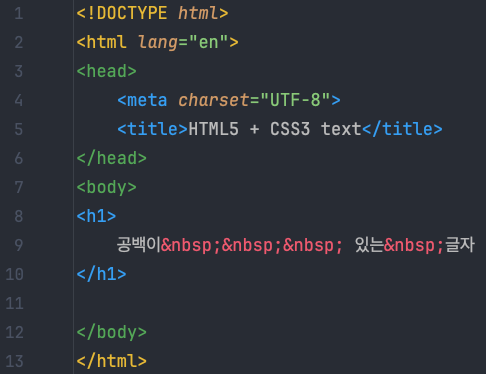 1 <!DOCTYPE html>
2 <html lang="en">
3 <head>
4     <meta charset="UTF-8">
5     <title>HTML5 + CSS3 text</title>
6 </head>
7 <body>
8 <h1>
9     공백이&nbsp;&nbsp;&nbsp; 있는&nbsp;글자
10 </h1>
11
12 </body>
13 </html>